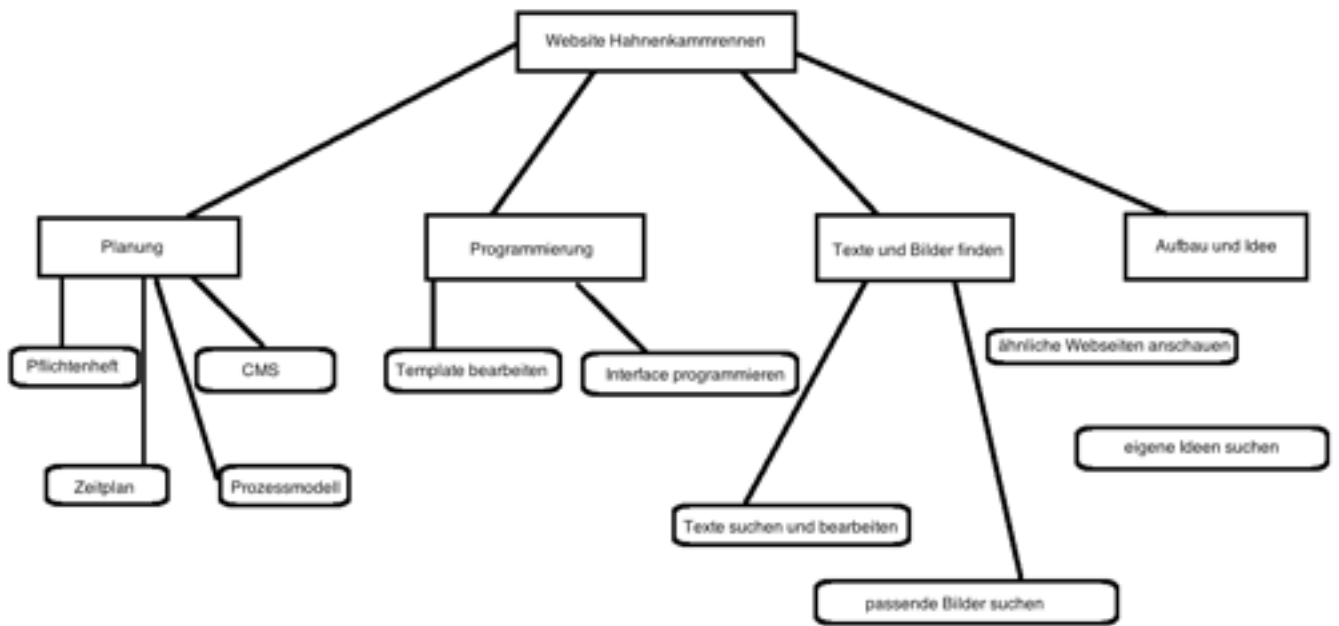 Website Hahnenkammrennen
Planung
Programmierung
Texte und Bilder finden
Aufbau und Idee
Pflichtenheft
CMS
Template bearbeiten
Interface programmieren
ähnliche Webseiten anschauen
eigene Ideen suchen
Zeitplan
Prozessmodell
Texte suchen und bearbeiten
passende Bilder suchen